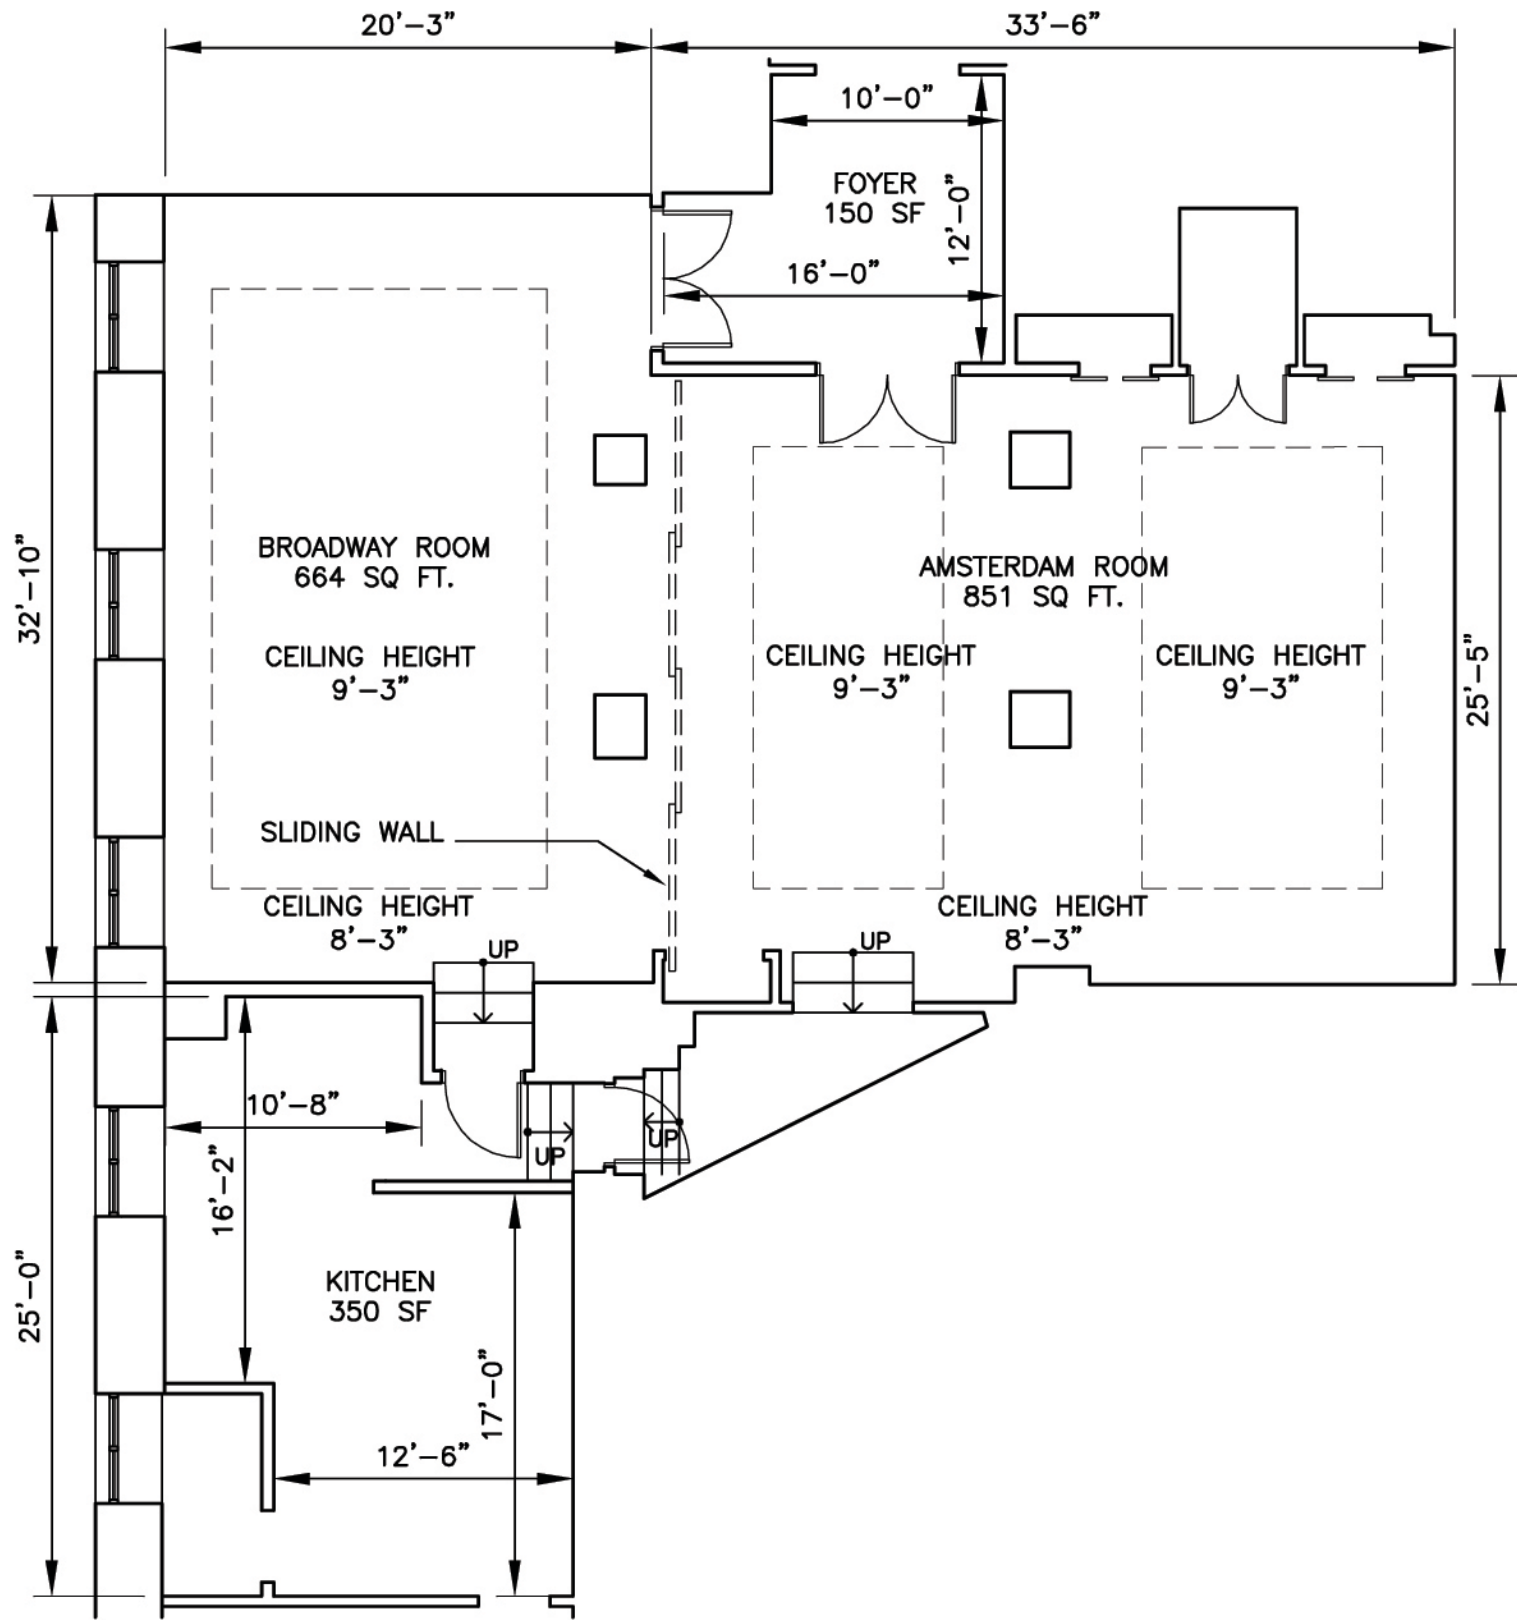 20'-3"
33'-6"
10'-0"
FOYER
150 SF
12'-0"
16'-0"
32'-10"
BROADWAY ROOM
664 SQ FT.
AMSTERDAM ROOM
851 SQ FT.
CEILING HEIGHT
9'-3"
CEILING HEIGHT
9'-3"
CEILING HEIGHT
9'-3"
25'-5"
SLIDING WALL
CEILING HEIGHT
8'-3"
CEILING HEIGHT
8'-3"
UP
UP
10'-8"
UP
UP
16'-2"
25'-0"
KITCHEN
350 SF
17'-0"
12'-6"